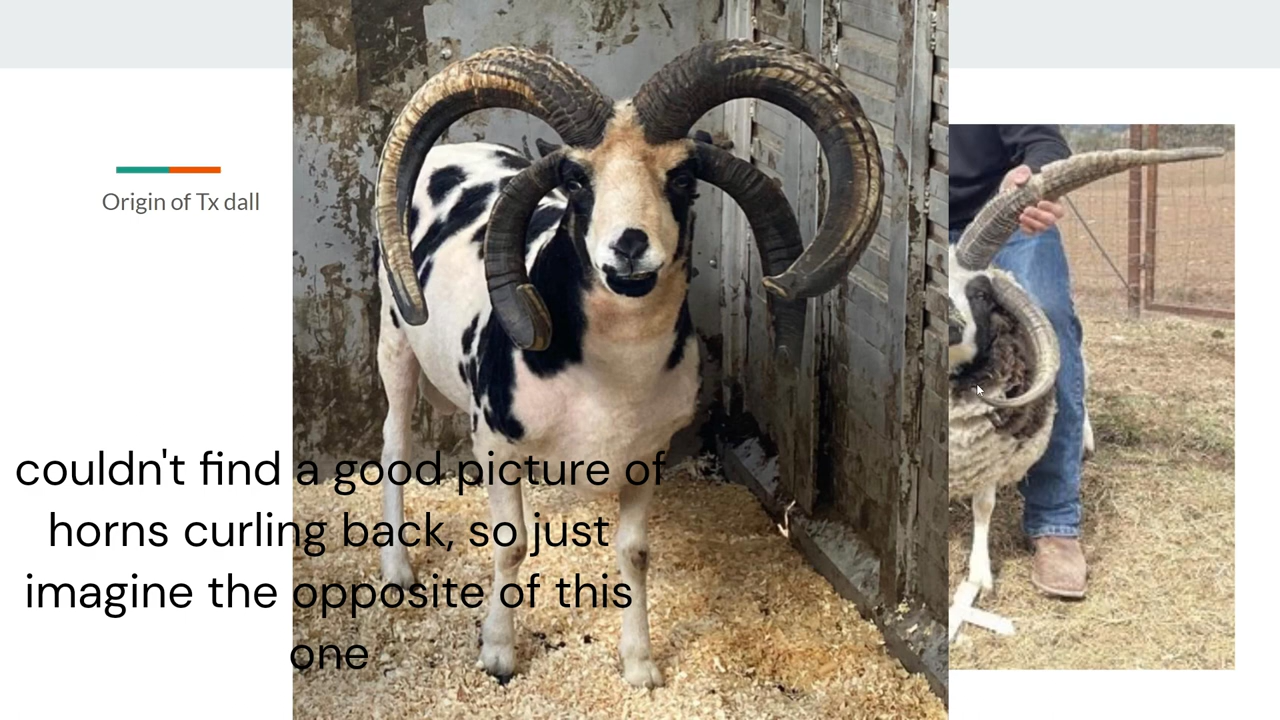 Origin of Tx dall
couldn't find a good picture of
horns curling back, so just
imagine the opposite of this
one